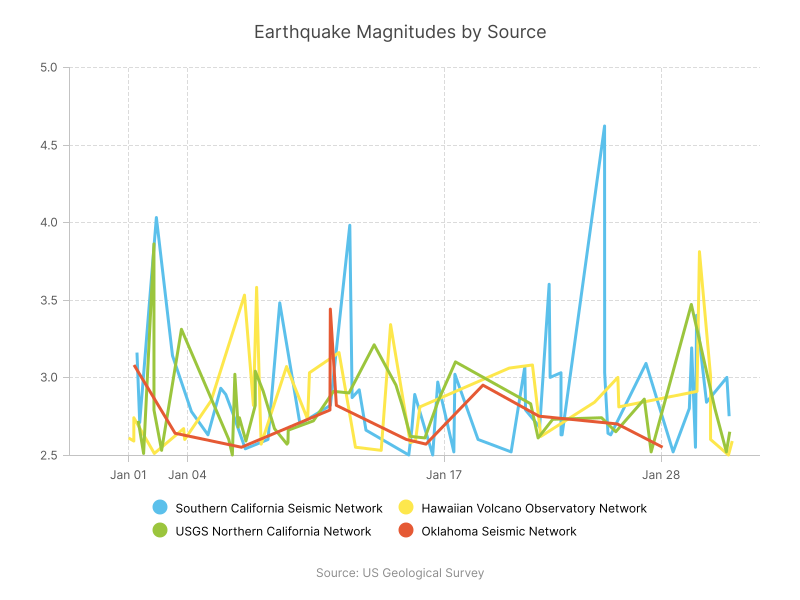 Earthquake Magnitudes by Source
5.0
4.5
4.0
3.5
3.0
2.5
Jan 01 Jan 04 Jan 17 Jan 28
Southern California Seismic Network Hawaiian Volcano Observatory Network
USGS Northern California Network Oklahoma Seismic Network
Source: US Geological Survey